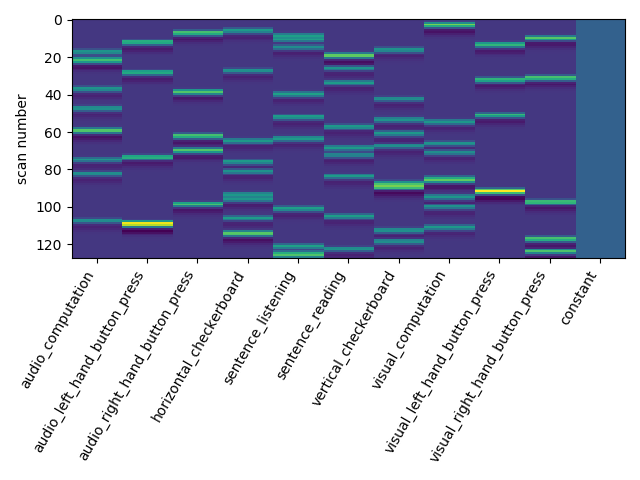 0
20
40
60
80
100
120
scan number
audio_computation
audio_left_hand_button_press
audio_right_hand_button_press
horizontal_checkerboard
sentence_listening
sentence_reading
vertical_checkerboard
visual_computation
visual_left_hand_button_press
visual_right_hand_button_press
constant